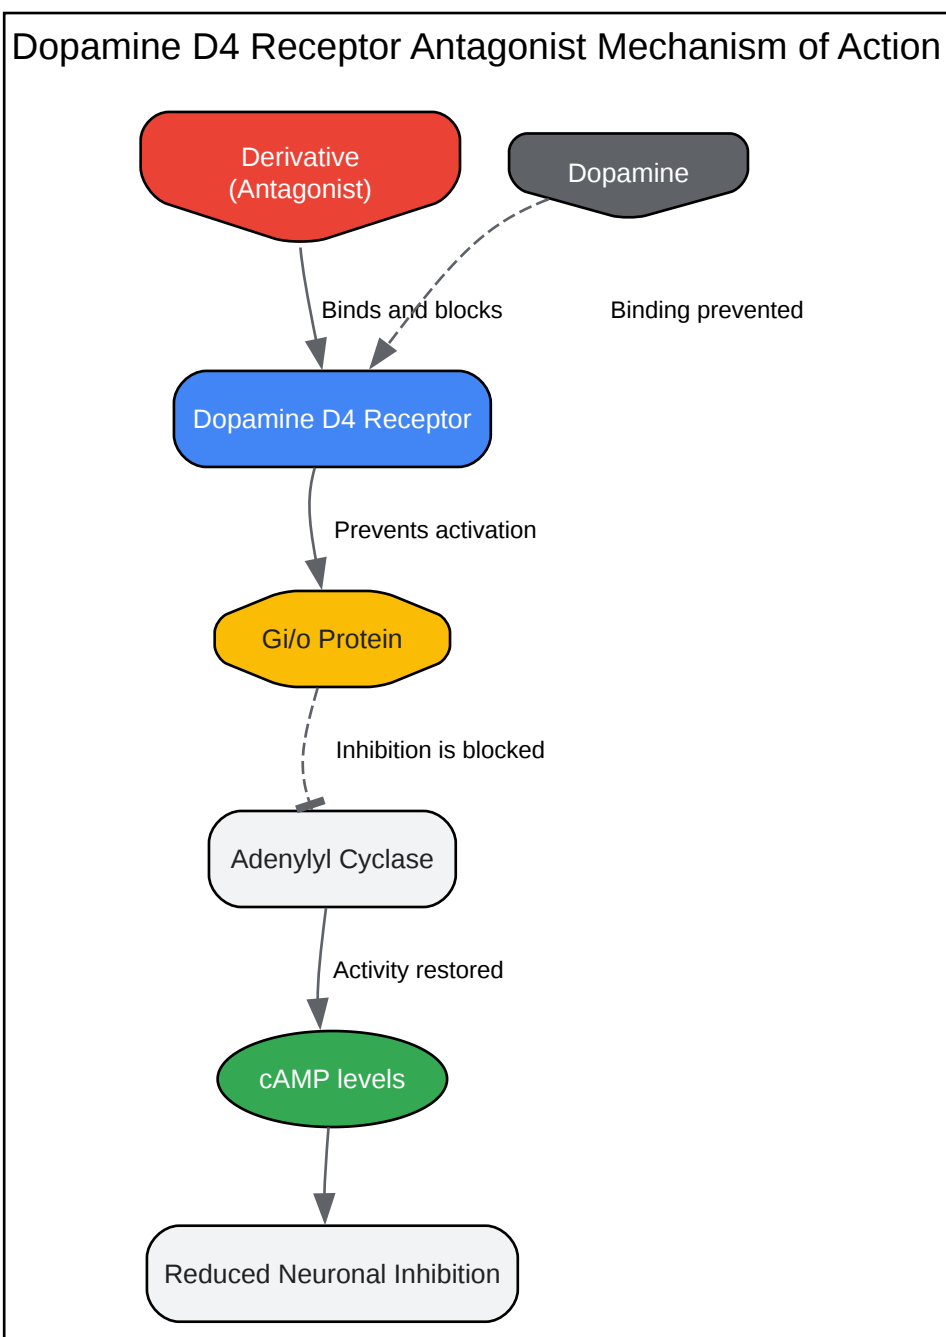 Dopamine D4 Receptor Antagonist Mechanism of Action
Derivative
(Antagonist)
Dopamine
Binds and blocks
Binding prevented
Dopamine D4 Receptor
Prevents activation
Gi/o Protein
Inhibition is blocked
Adenylyl Cyclase
Activity restored
cAMP levels
Reduced Neuronal Inhibition